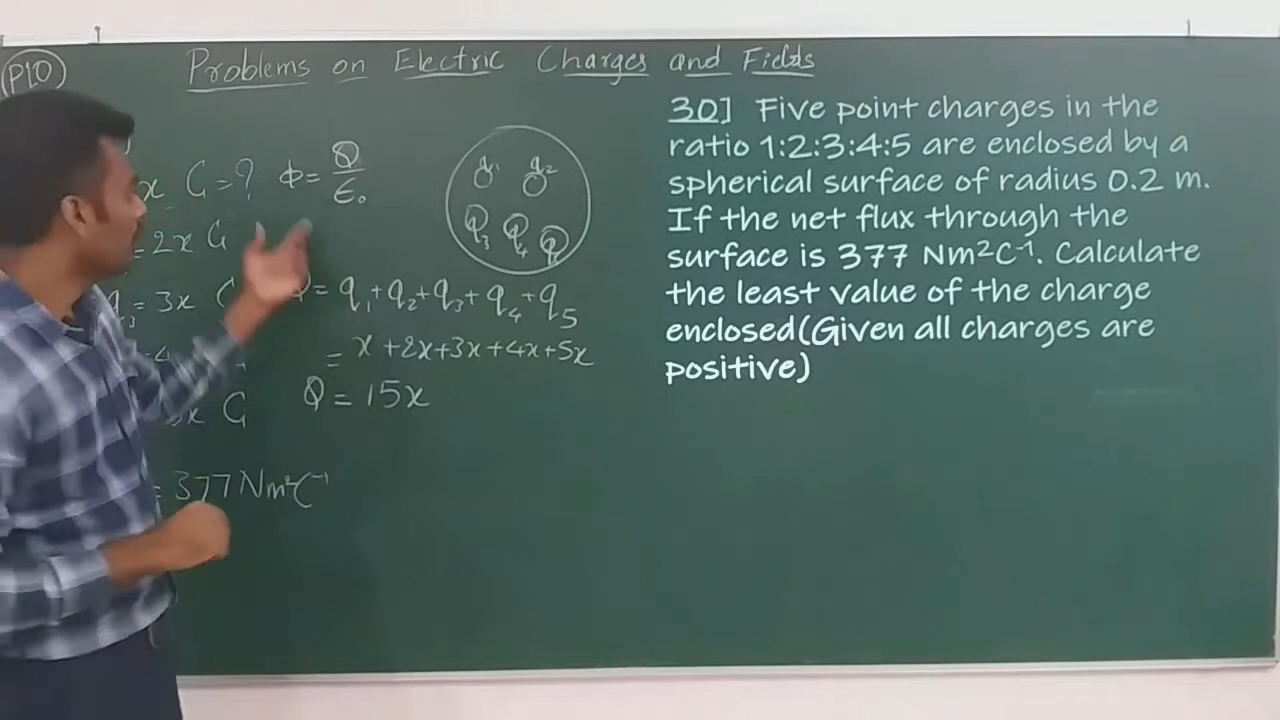 P10
Problems on Electric Charges and Fields
x C = ? Φ = Q/ε₀
= 2x C
q₃ = 3x C
C
= 377 Nm²C⁻¹
q₁ q₂
q₃ q₄
Q = q₁ + q₂ + q₃ + q₄ + q₅
= x + 2x + 3x + 4x + 5x
Q = 15x
30] Five point charges in the
ratio 1:2:3:4:5 are enclosed by a
spherical surface of radius 0.2 m.
If the net flux through the
surface is 377 Nm²C⁻¹. Calculate
the least value of the charge
enclosed(Given all charges are
positive)